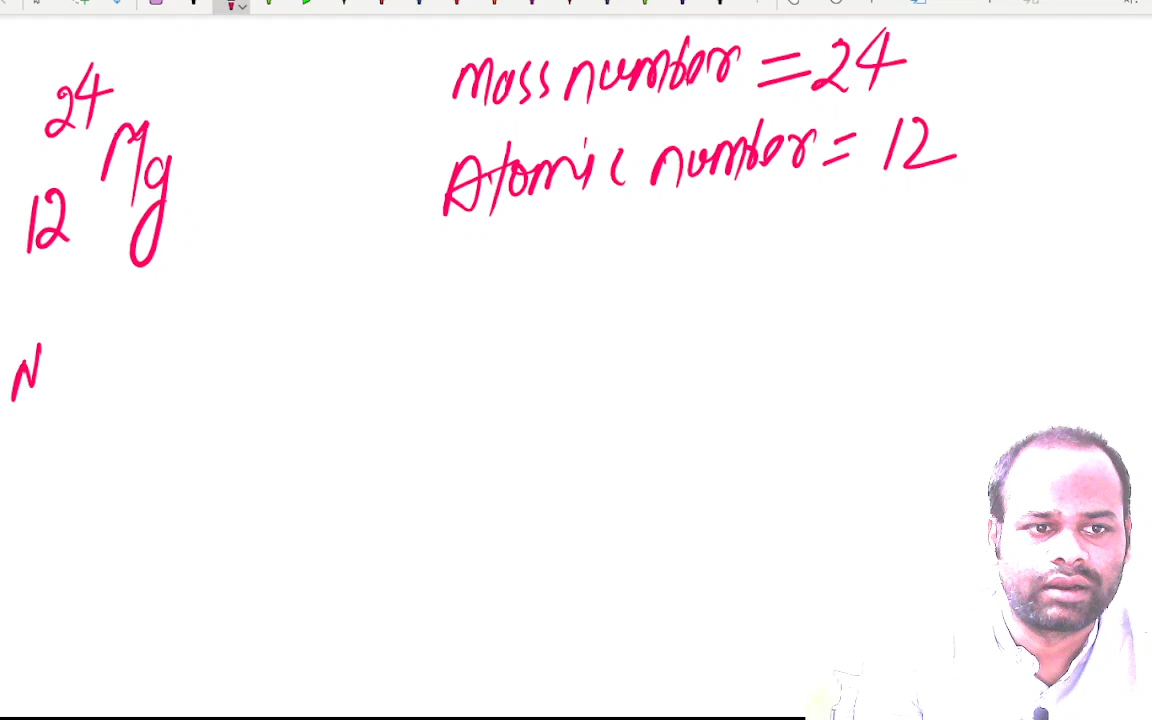 24
Mg
12
Mass number = 24
Atomic number = 12
N